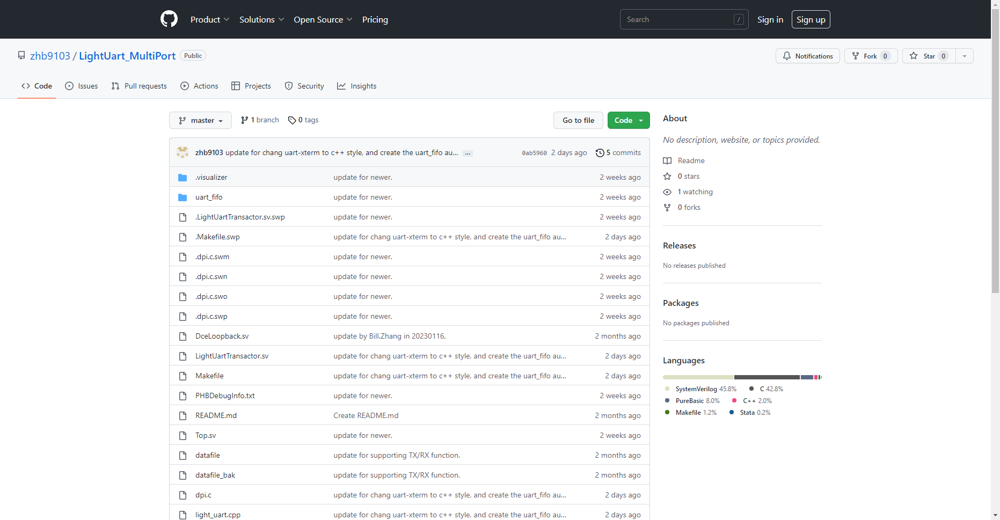 Product Solutions Open Source Pricing Search / Sign in Sign up
zhb9103 / LightUart_MultiPort Public Notifications Fork 0 Star 0
Code Issues Pull requests Actions Projects Security Insights
master 1 branch 0 tags Go to file Code
zhb9103 update for chang uart-xterm to c++ style, and create the uart_fifo au... ... 0ab5960 2 days ago 5 commits
.visualizer update for newer. 2 weeks ago
uart_fifo update for newer. 2 weeks ago
.LightUartTransactor.sv.swp update for newer. 2 weeks ago
.Makefile.swp update for chang uart-xterm to c++ style, and create the uart_fifo au... 2 days ago
.dpi.c.swm update for newer. 2 weeks ago
.dpi.c.swn update for newer. 2 weeks ago
.dpi.c.swo update for newer. 2 weeks ago
.dpi.c.swp update for newer. 2 weeks ago
DceLoopback.sv update by Bill.Zhang in 20230116. 2 months ago
LightUartTransactor.sv update for chang uart-xterm to c++ style, and create the uart_fifo au... 2 days ago
Makefile update for chang uart-xterm to c++ style, and create the uart_fifo au... 2 days ago
PHBDebugInfo.txt update for newer. 2 weeks ago
README.md Create README.md 2 months ago
Top.sv update for newer. 2 weeks ago
datafile update for supporting TX/RX function. 2 months ago
datafile_bak update for supporting TX/RX function. 2 months ago
dpi.c update for chang uart-xterm to c++ style, and create the uart_fifo au... 2 days ago
light_uart.cpp update for chang uart-xterm to c++ style, and create the uart_fifo au... 2 days ago
About
No description, website, or topics provided.
Readme
0 stars
1 watching
0 forks
Releases
No releases published
Packages
No packages published
Languages
SystemVerilog 45.8% C 42.8%
PureBasic 8.0% C++ 2.0%
Makefile 1.2% Stata 0.2%